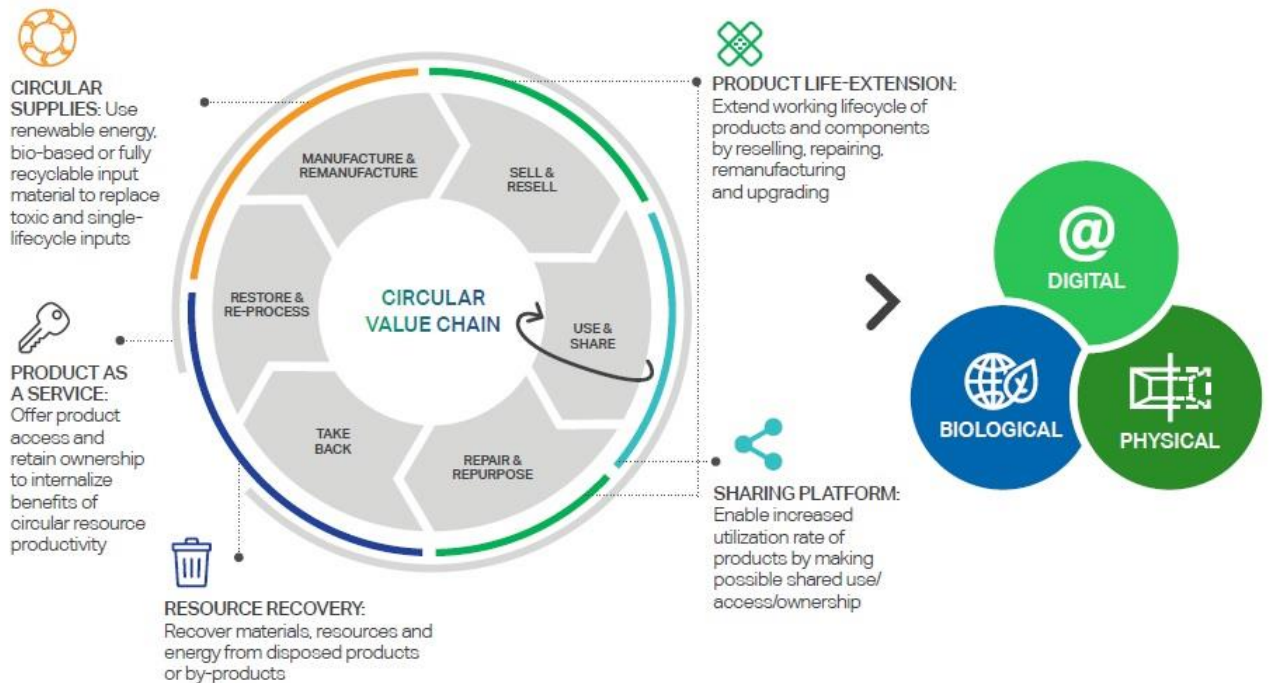 CIRCULAR
SUPPLIES: Use
renewable energy,
bio-based or fully
recyclable input
material to replace
toxic and single-
lifecycle inputs
PRODUCT AS
A SERVICE:
Offer product
access and
retain ownership
to internalize
benefits of
circular resource
productivity
RESOURCE RECOVERY:
Recover materials, resources and
energy from disposed products
or by-products
MANUFACTURE &
REMANUFACTURE
SELL &
RESELL
RESTORE &
RE-PROCESS
CIRCULAR
VALUE CHAIN
USE &
SHARE
TAKE
BACK
REPAIR &
REPURPOSE
PRODUCT LIFE-EXTENSION:
Extend working lifecycle of
products and components
by reselling, repairing,
remanufacturing
and upgrading
SHARING PLATFORM:
Enable increased
utilization rate of
products by making
possible shared use/
access/ownership
@
DIGITAL
BIOLOGICAL
PHYSICAL